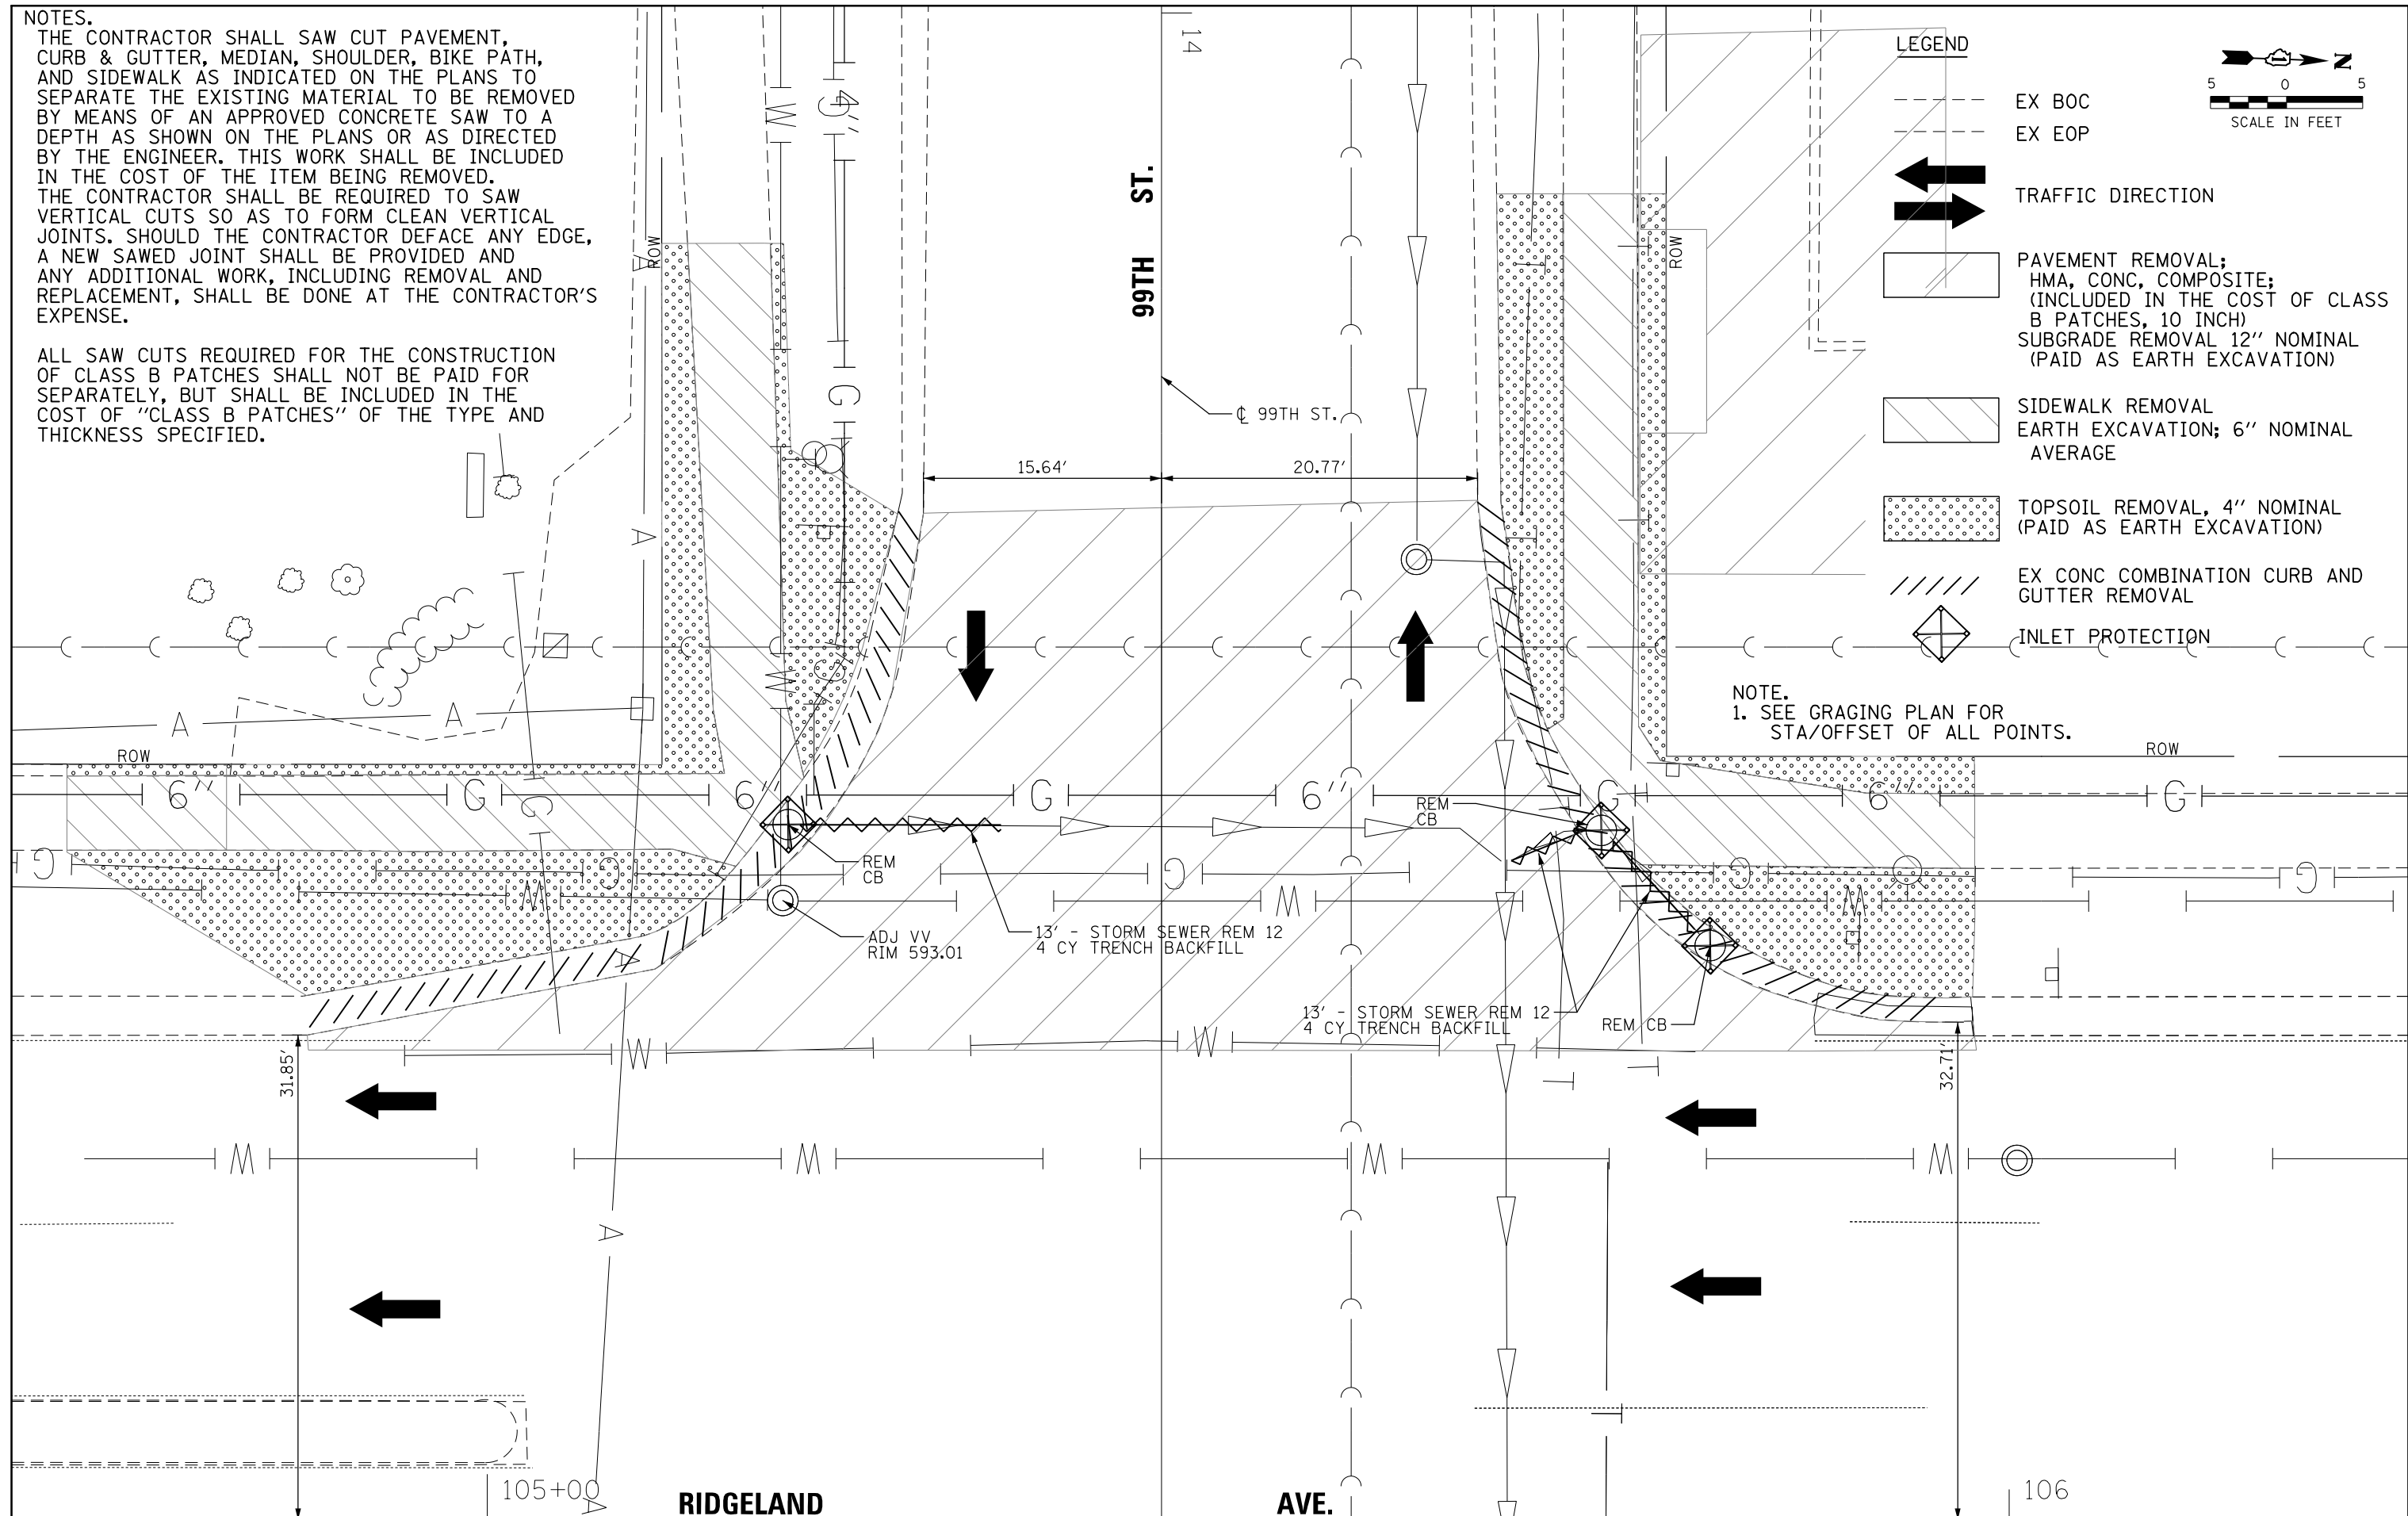 NOTES.
THE CONTRACTOR SHALL SAW CUT PAVEMENT,
CURB & GUTTER, MEDIAN, SHOULDER, BIKE PATH,
AND SIDEWALK AS INDICATED ON THE PLANS TO
SEPARATE THE EXISTING MATERIAL TO BE REMOVED
BY MEANS OF AN APPROVED CONCRETE SAW TO A
DEPTH AS SHOWN ON THE PLANS OR AS DIRECTED
BY THE ENGINEER. THIS WORK SHALL BE INCLUDED
IN THE COST OF THE ITEM BEING REMOVED.
THE CONTRACTOR SHALL BE REQUIRED TO SAW
VERTICAL CUTS SO AS TO FORM CLEAN VERTICAL
JOINTS. SHOULD THE CONTRACTOR DEFACE ANY EDGE,
A NEW SAWED JOINT SHALL BE PROVIDED AND
ANY ADDITIONAL WORK, INCLUDING REMOVAL AND
REPLACEMENT, SHALL BE DONE AT THE CONTRACTOR'S
EXPENSE.
ALL SAW CUTS REQUIRED FOR THE CONSTRUCTION
OF CLASS B PATCHES SHALL NOT BE PAID FOR
SEPARATELY, BUT SHALL BE INCLUDED IN THE
COST OF "CLASS B PATCHES" OF THE TYPE AND
THICKNESS SPECIFIED.
LEGEND
EX BOC
EX EOP
TRAFFIC DIRECTION
PAVEMENT REMOVAL;
HMA, CONC, COMPOSITE;
(INCLUDED IN THE COST OF CLASS
B PATCHES, 10 INCH)
SUBGRADE REMOVAL 12" NOMINAL
(PAID AS EARTH EXCAVATION)
SIDEWALK REMOVAL
EARTH EXCAVATION; 6" NOMINAL
AVERAGE
TOPSOIL REMOVAL, 4" NOMINAL
(PAID AS EARTH EXCAVATION)
EX CONC COMBINATION CURB AND
GUTTER REMOVAL
INLET PROTECTION
N
5 0 5
SCALE IN FEET
NOTE.
1. SEE GRAGING PLAN FOR
STA/OFFSET OF ALL POINTS.
14
99TH ST.
℄ 99TH ST.
15.64'
20.77'
W
4"
G
G
A
ROW
ROW
A
W
A
A
ROW
ROW
6"
G
6"
G
6"
G
6"
G
REM
CB
REM
CB
G
G
G
G
G
W
W
W
ADJ VV
RIM 593.01
13' - STORM SEWER REM 12
4 CY TRENCH BACKFILL
13' - STORM SEWER REM 12
4 CY TRENCH BACKFILL
REM CB
A
W
W
31.85'
32.71'
W
W
W
W
A
A
105+00
106
RIDGELAND AVE.